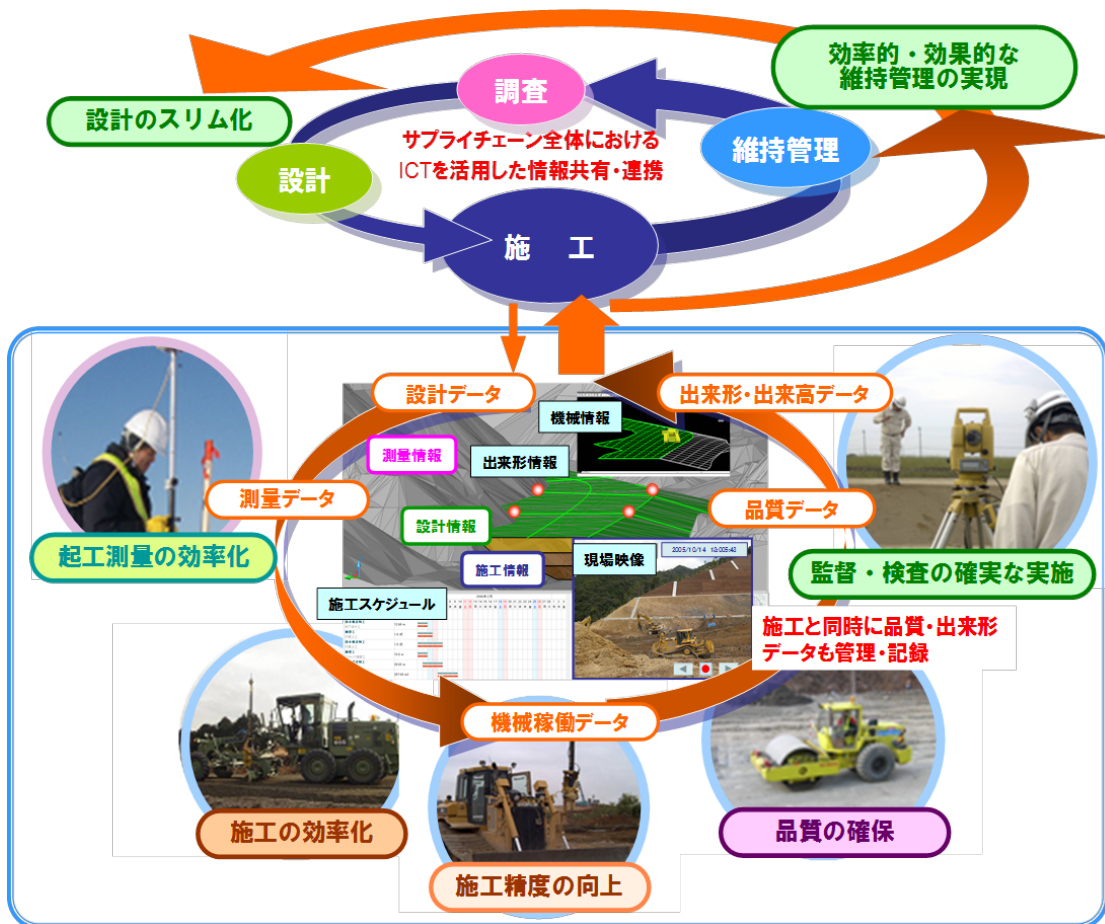 効率的・効果的な
維持管理の実現
調査
設計のスリム化
サプライチェーン全体における
ICTを活用した情報共有・連携
維持管理
設計
施 工
設計データ
出来形・出来高データ
機械情報
測量情報
出来形情報
測量データ
品質データ
設計情報
現場映像
施工情報
起工測量の効率化
監督・検査の確実な実施
施工スケジュール
施工と同時に品質・出来形
データも管理・記録
機械稼働データ
施工の効率化
品質の確保
施工精度の向上